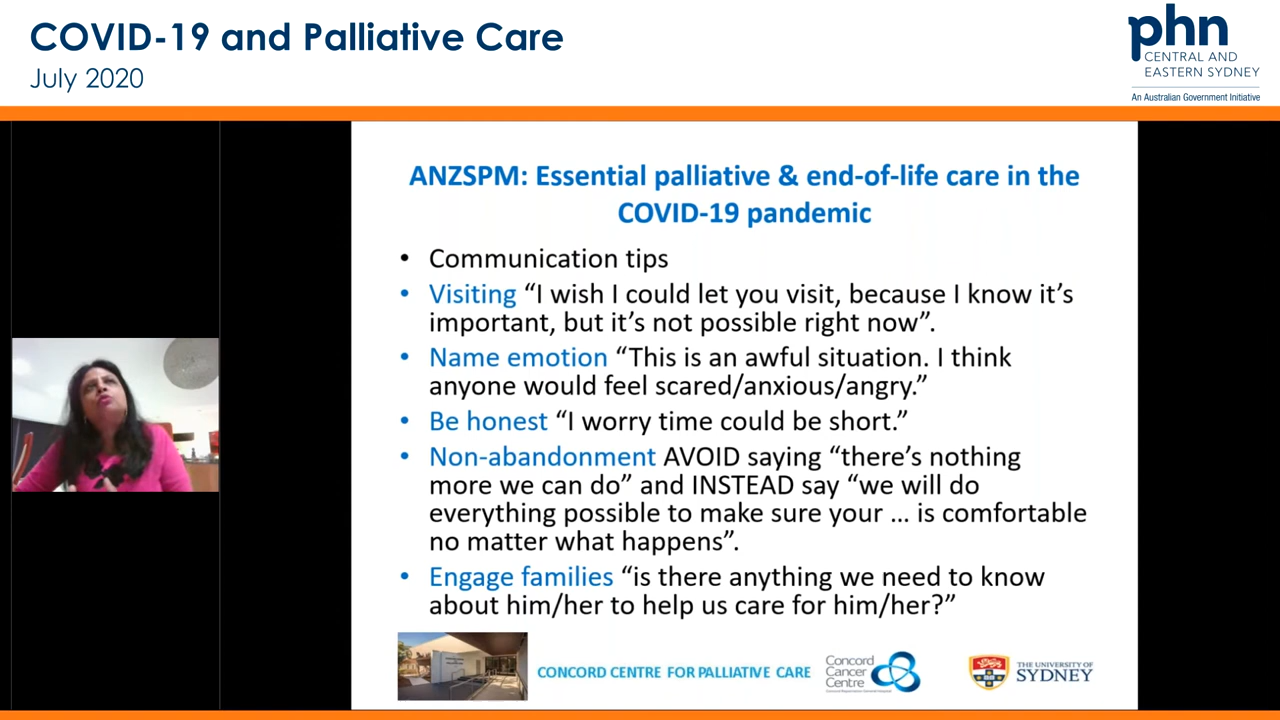 COVID-19 and Palliative Care
July 2020
phn
CENTRAL AND
EASTERN SYDNEY
An Australian Government Initiative
ANZSPM: Essential palliative & end-of-life care in the
COVID-19 pandemic
• Communication tips
• Visiting “I wish I could let you visit, because I know it’s
important, but it’s not possible right now”.
• Name emotion “This is an awful situation. I think
anyone would feel scared/anxious/angry.”
• Be honest “I worry time could be short.”
• Non-abandonment AVOID saying “there’s nothing
more we can do” and INSTEAD say “we will do
everything possible to make sure your ... is comfortable
no matter what happens”.
• Engage families “is there anything we need to know
about him/her to help us care for him/her?”
CONCORD CENTRE FOR PALLIATIVE CARE
Concord
Cancer
Centre
THE UNIVERSITY OF
SYDNEY